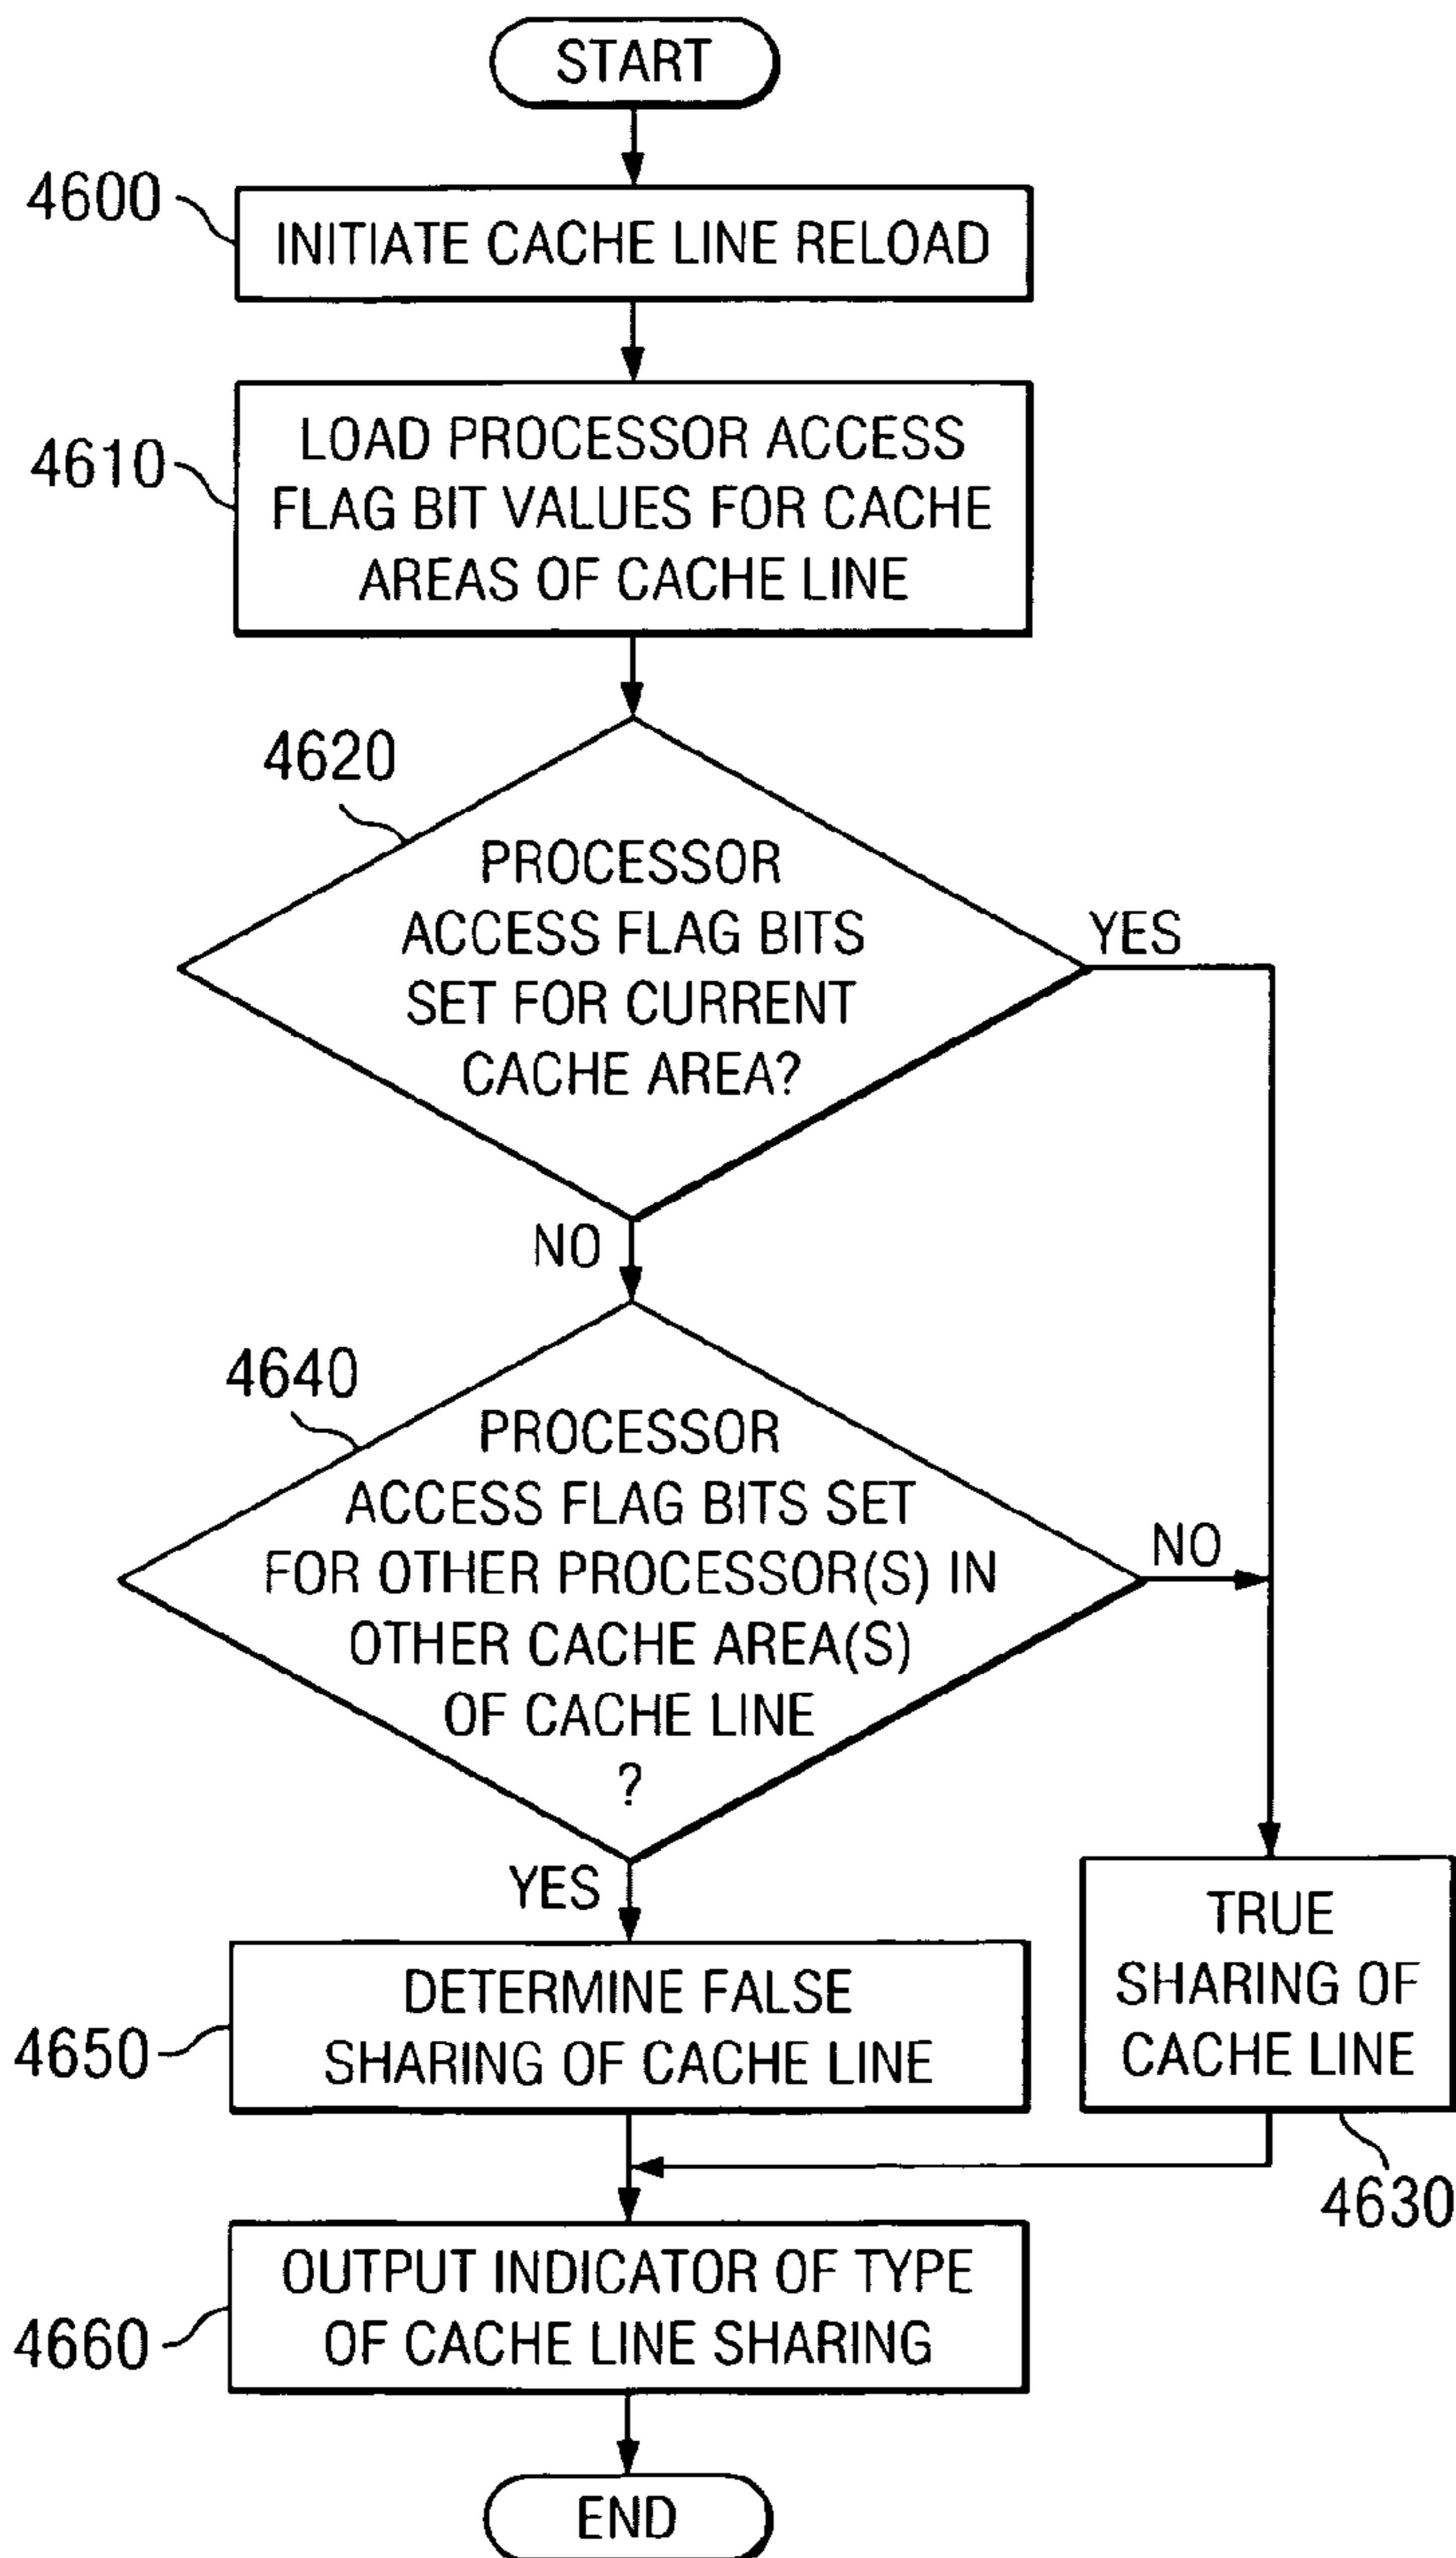 START
4600
INITIATE CACHE LINE RELOAD
4610
LOAD PROCESSOR ACCESS
FLAG BIT VALUES FOR CACHE
AREAS OF CACHE LINE
4620
PROCESSOR
ACCESS FLAG BITS
SET FOR CURRENT
CACHE AREA?
YES
NO
4640
PROCESSOR
ACCESS FLAG BITS SET
FOR OTHER PROCESSOR(S) IN
OTHER CACHE AREA(S)
OF CACHE LINE
?
NO
YES
TRUE
SHARING OF
CACHE LINE
4630
4650
DETERMINE FALSE
SHARING OF CACHE LINE
4660
OUTPUT INDICATOR OF TYPE
OF CACHE LINE SHARING
END